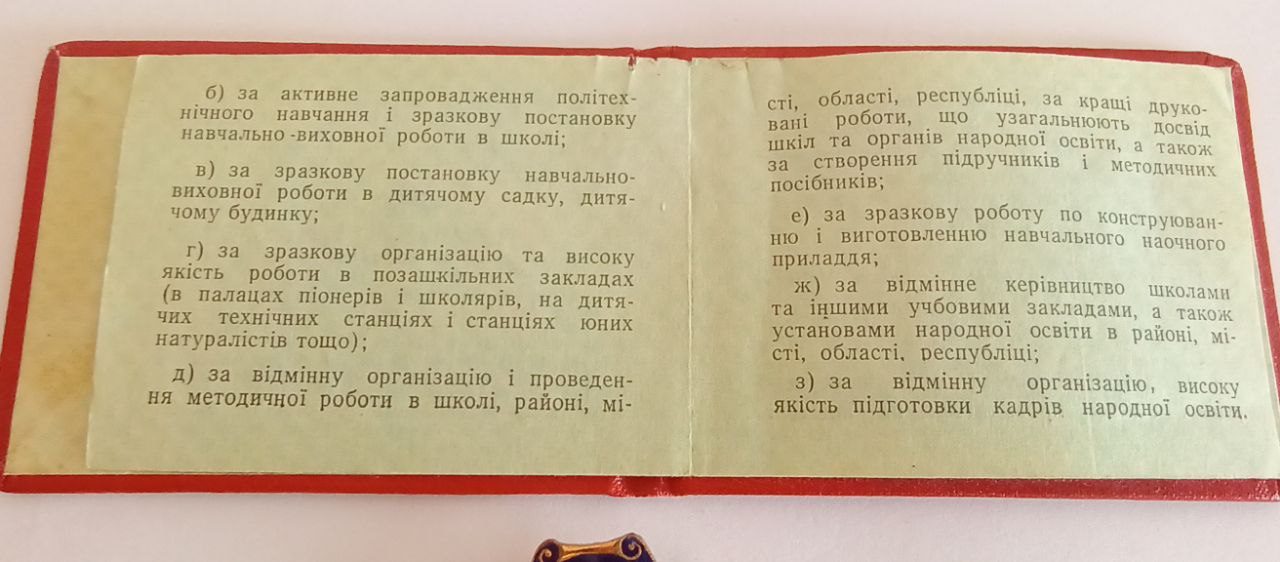 б) за активне запровадження політех-
нічного навчання і зразкову постановку
навчально-виховної роботи в школі;
в) за зразкову постановку навчально-
виховної роботи в дитячому садку, дитя-
чому будинку;
г) за зразкову організацію та високу
якість роботи в позашкільних закладах
(в палацах піонерів і школярів, на дитя-
чих технічних станціях і станціях юних
натуралістів тощо);
д) за відмінну організацію і проведен-
ня методичної роботи в школі, районі, мі-
сті, області, республіці, за кращі друко-
вані роботи, що узагальнюють досвід
шкіл та органів народної освіти, а також
за створення підручників і методичних
посібників;
е) за зразкову роботу по конструюван-
ню і виготовленню навчального наочного
приладдя;
ж) за відмінне керівництво школами
та іншими учбовими закладами, а також
установами народної освіти в районі, мі-
сті, області, республіці;
з) за відмінну організацію, високу
якість підготовки кадрів народної освіти.